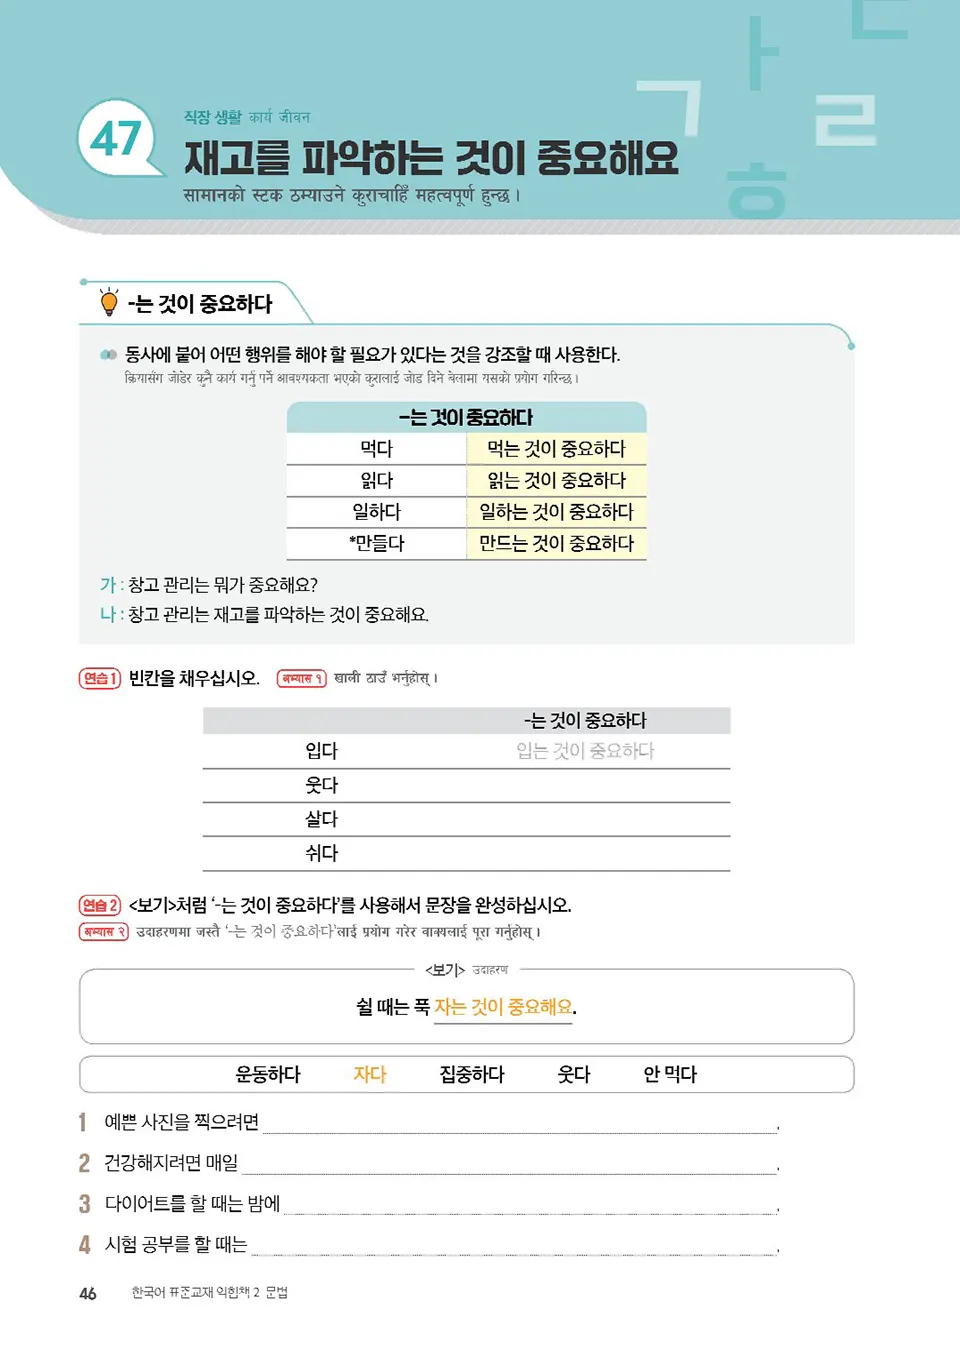 ㅏ
ㄷ
ㄱ
ㄹ
ㅎ
47
직장 생활 कार्य जीवन
재고를 파악하는 것이 중요해요
सामानको स्टक ठम्याउने कुराचाहिँ महत्वपूर्ण हुन्छ ।
-는 것이 중요하다
동사에 붙어 어떤 행위를 해야 할 필요가 있다는 것을 강조할 때 사용한다.
क्रियासँग जोडेर कुनै कार्य गर्नु पर्ने आवश्यकता भएको कुरालाई जोड दिने बेलामा यसको प्रयोग गरिन्छ ।
-는 것이 중요하다
먹다 먹는 것이 중요하다
읽다 읽는 것이 중요하다
일하다 일하는 것이 중요하다
*만들다 만드는 것이 중요하다
가 : 창고 관리는 뭐가 중요해요?
나 : 창고 관리는 재고를 파악하는 것이 중요해요.
연습 1 빈칸을 채우십시오. अभ्यास १ खाली ठाउँ भर्नुहोस् ।
-는 것이 중요하다
입다 입는 것이 중요하다
웃다
살다
쉬다
연습 2 <보기>처럼 ‘-는 것이 중요하다’를 사용해서 문장을 완성하십시오.
अभ्यास २ उदाहरणमा जस्तै ‘-는 것이 중요하다’लाई प्रयोग गरेर वाक्यलाई पूरा गर्नुहोस् ।
<보기> उदाहरण
쉴 때는 푹 자는 것이 중요해요.
운동하다 자다 집중하다 웃다 안 먹다
1 예쁜 사진을 찍으려면 .
2 건강해지려면 매일 .
3 다이어트를 할 때는 밤에 .
4 시험 공부를 할 때는 .
46 한국어 표준교재 익힘책 2 문법